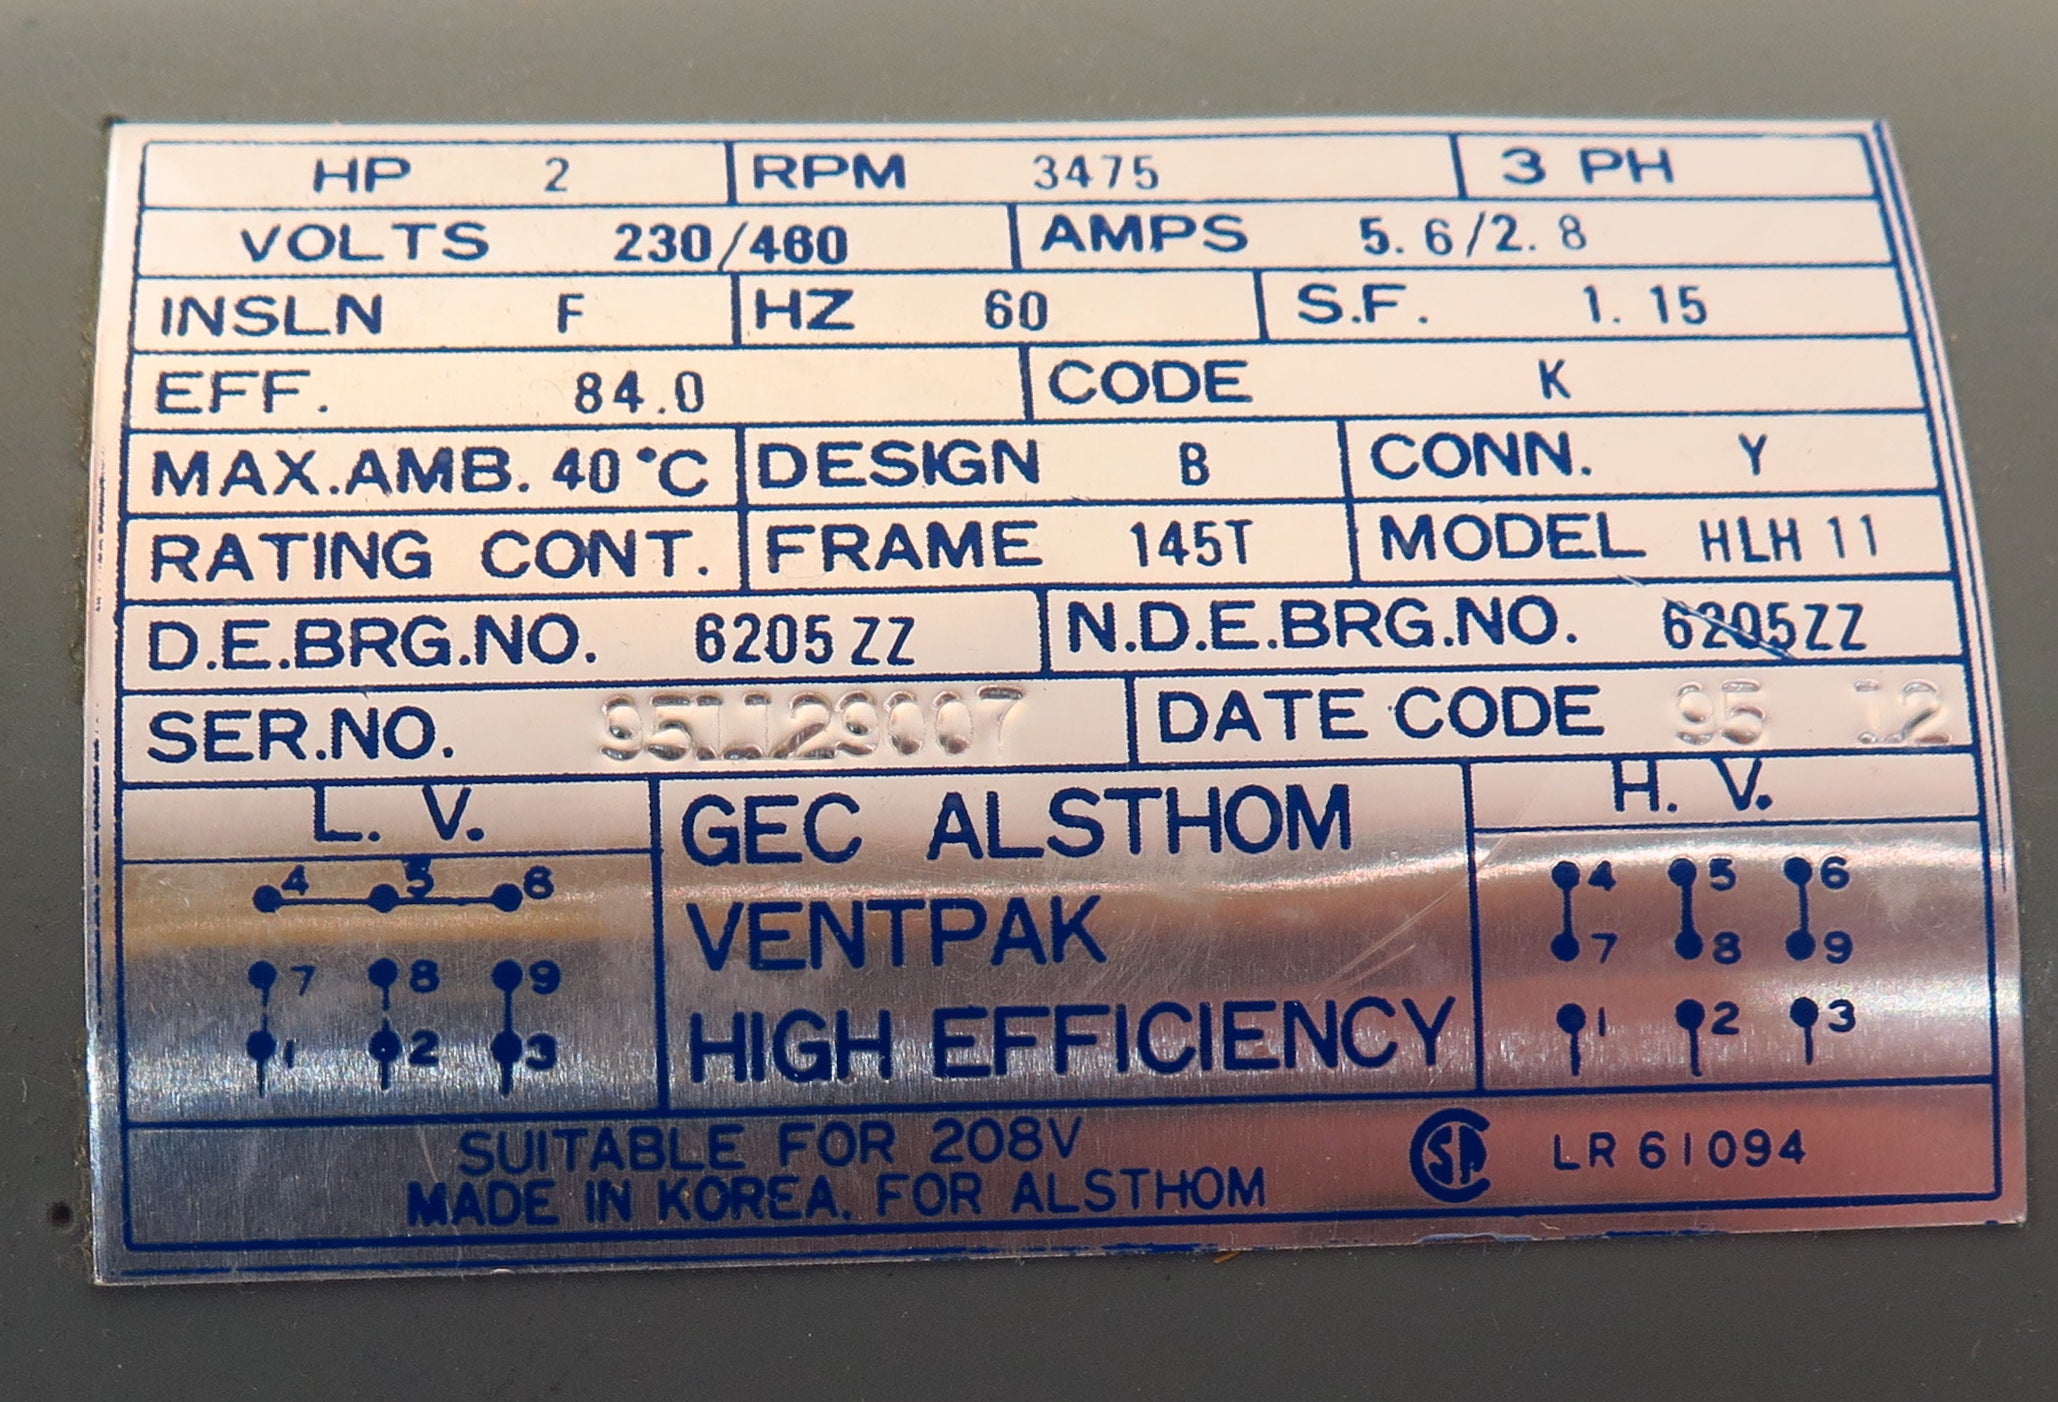 HP 2 RPM 3475 3 PH
VOLTS 230/460 AMPS 5.6/2.8
INSLN F HZ 60 S.F. 1.15
EFF. 84.0 CODE K
MAX.AMB. 40°C DESIGN B CONN. Y
RATING CONT. FRAME 145T MODEL HLH 11
D.E.BRG.NO. 6205ZZ N.D.E.BRG.NO. 6205ZZ
SER.NO. 951129007 DATE CODE 95 12
L. V. GEC ALSTHOM H. V.
4 5 6 4 5 6
VENTPAK
7 8 9 7 8 9
HIGH EFFICIENCY
1 2 3 1 2 3
SUITABLE FOR 208V
MADE IN KOREA. FOR ALSTHOM
SA LR 61094